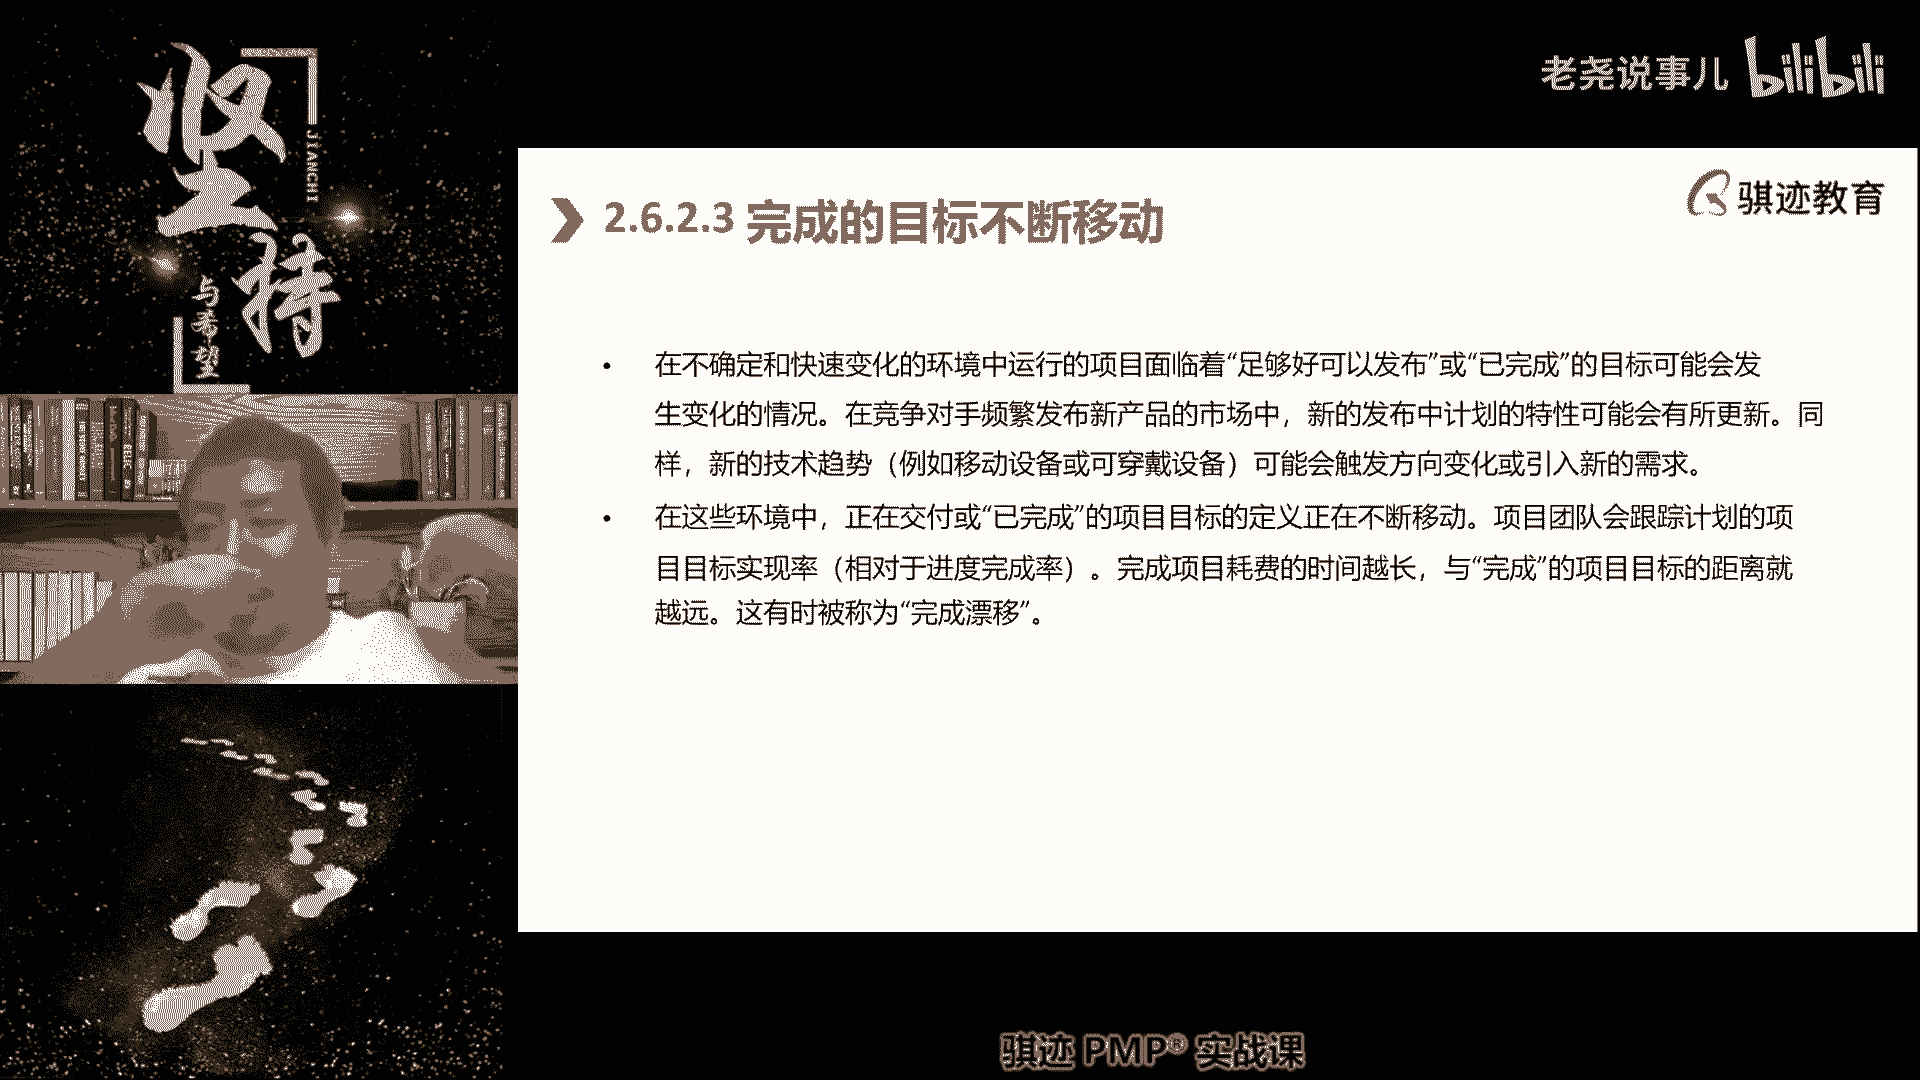 坚持
JIANCHI
与希望
老尧说事儿 bilibili
骐迹教育
2.6.2.3 完成的目标不断移动
• 在不确定和快速变化的环境中运行的项目面临着“足够好可以发布”或“已完成”的目标可能会发
生变化的情况。在竞争对手频繁发布新产品的市场中，新的发布中计划的特性可能会有所更新。同
样，新的技术趋势（例如移动设备或可穿戴设备）可能会触发方向变化或引入新的需求。
• 在这些环境中，正在交付或“已完成”的项目目标的定义正在不断移动。项目团队会跟踪计划的项
目目标实现率（相对于进度完成率）。完成项目耗费的时间越长，与“完成”的项目目标的距离就
越远。这有时被称为“完成漂移”。
骐迹 PMP® 实战课